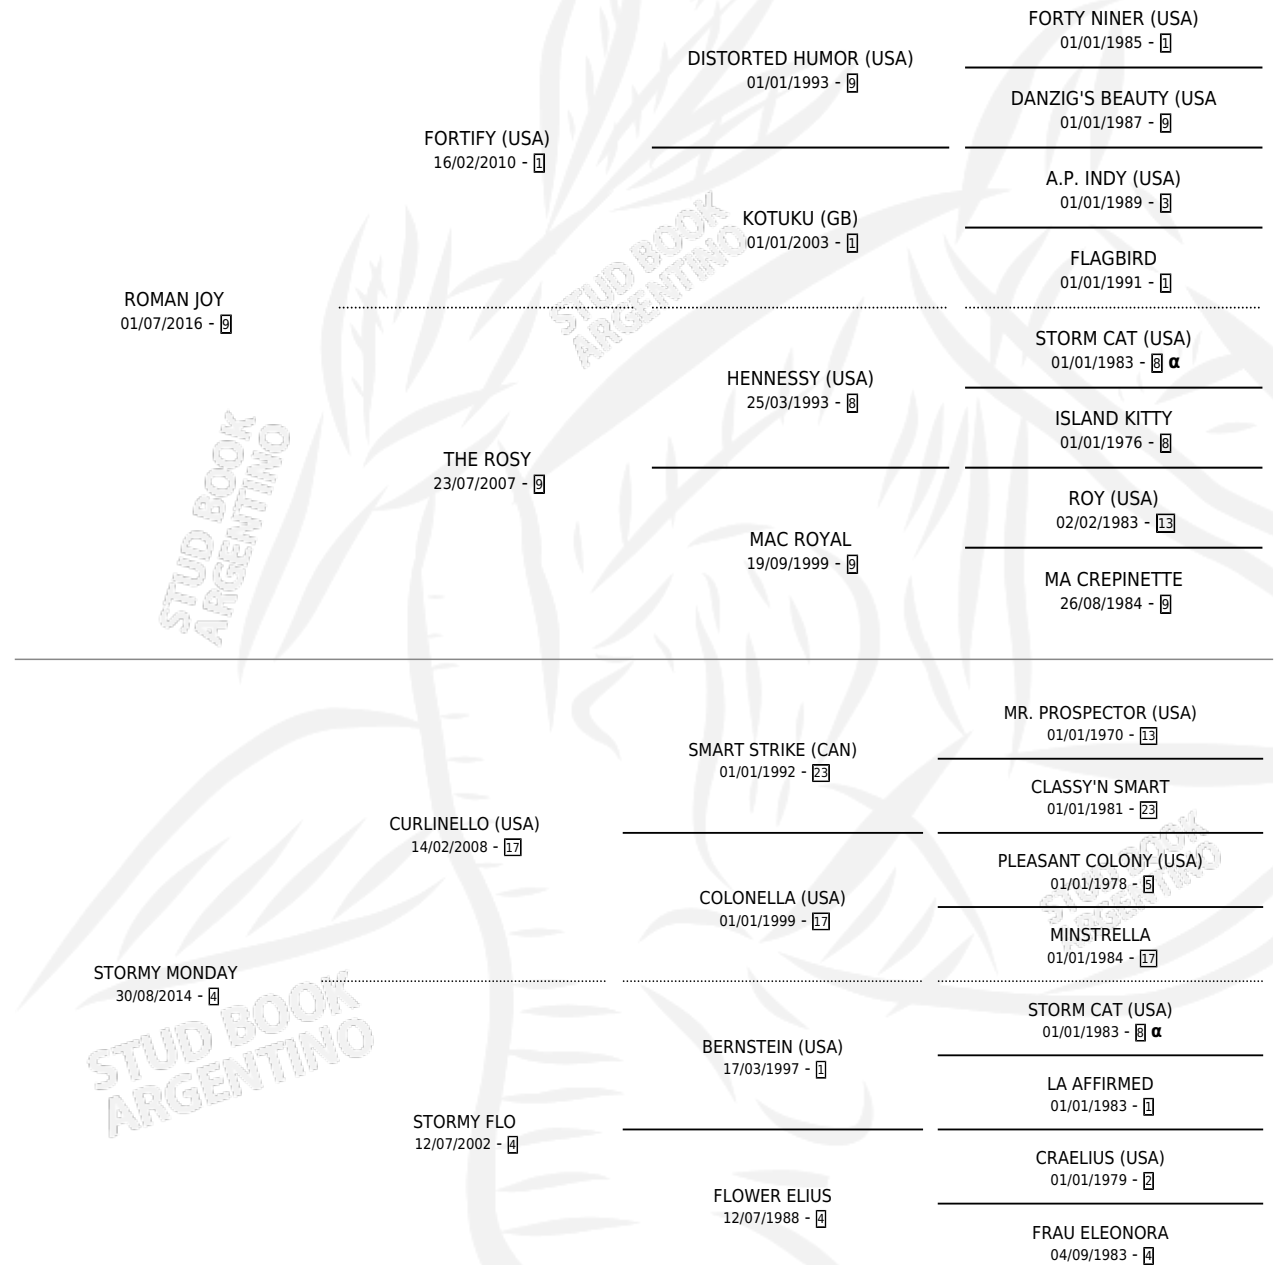 FORTY NINER (USA)
01/01/1985 - 1
DISTORTED HUMOR (USA)
01/01/1993 - 9
DANZIG'S BEAUTY (USA
01/01/1987 - 9
FORTIFY (USA)
16/02/2010 - 1
A.P. INDY (USA)
01/01/1989 - 3
KOTUKU (GB)
01/01/2003 - 1
FLAGBIRD
01/01/1991 - 1
ROMAN JOY
01/07/2016 - 9
STORM CAT (USA)
01/01/1983 - 8 α
HENNESSY (USA)
25/03/1993 - 8
ISLAND KITTY
01/01/1976 - 8
THE ROSY
23/07/2007 - 9
ROY (USA)
02/02/1983 - 13
MAC ROYAL
19/09/1999 - 9
MA CREPINETTE
26/08/1984 - 9
MR. PROSPECTOR (USA)
01/01/1970 - 13
SMART STRIKE (CAN)
01/01/1992 - 23
CLASSY'N SMART
01/01/1981 - 23
CURLINELLO (USA)
14/02/2008 - 17
PLEASANT COLONY (USA)
01/01/1978 - 5
COLONELLA (USA)
01/01/1999 - 17
MINSTRELLA
01/01/1984 - 17
STORMY MONDAY
30/08/2014 - 4
STORM CAT (USA)
01/01/1983 - 8 α
BERNSTEIN (USA)
17/03/1997 - 1
LA AFFIRMED
01/01/1983 - 1
STORMY FLO
12/07/2002 - 4
CRAELIUS (USA)
01/01/1979 - 2
FLOWER ELIUS
12/07/1988 - 4
FRAU ELEONORA
04/09/1983 - 4
STUD BOOK
ARGENTINO
STUD BOOK
ARGENTINO
STUD BOOK
ARGENTINO
STUD BOOK
ARGENTINO